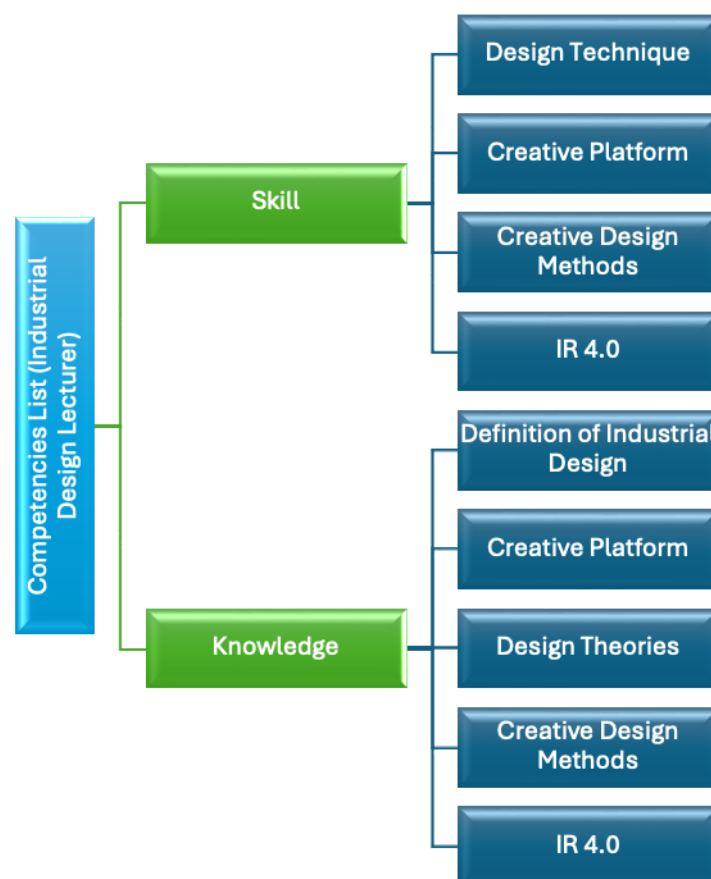 Competencies List (Industrial
Design Lecturer)
Skill
Design Technique
Creative Platform
Creative Design
Methods
IR 4.0
Knowledge
Definition of Industrial
Design
Creative Platform
Design Theories
Creative Design
Methods
IR 4.0